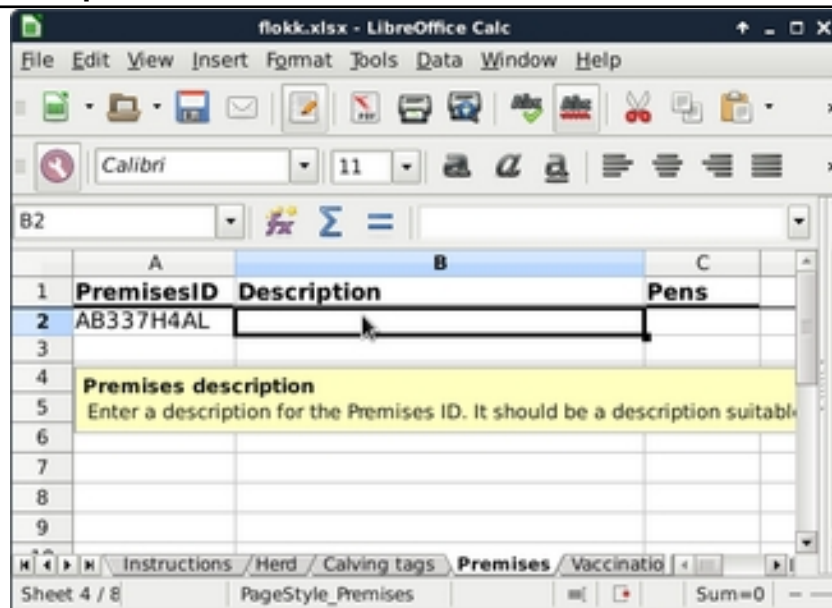 flokk.xlsx - LibreOffice Calc
File Edit View Insert Format Tools Data Window Help
Calibri 11 a a a
B2
A B C
1 PremisesID Description Pens
2 AB337H4AL
3
4 Premises description
5 Enter a description for the Premises ID. It should be a description suitabl
6
7
8
9
Instructions Herd Calving tags Premises Vaccinatio
Sheet 4 / 8 PageStyle_Premises Sum=0